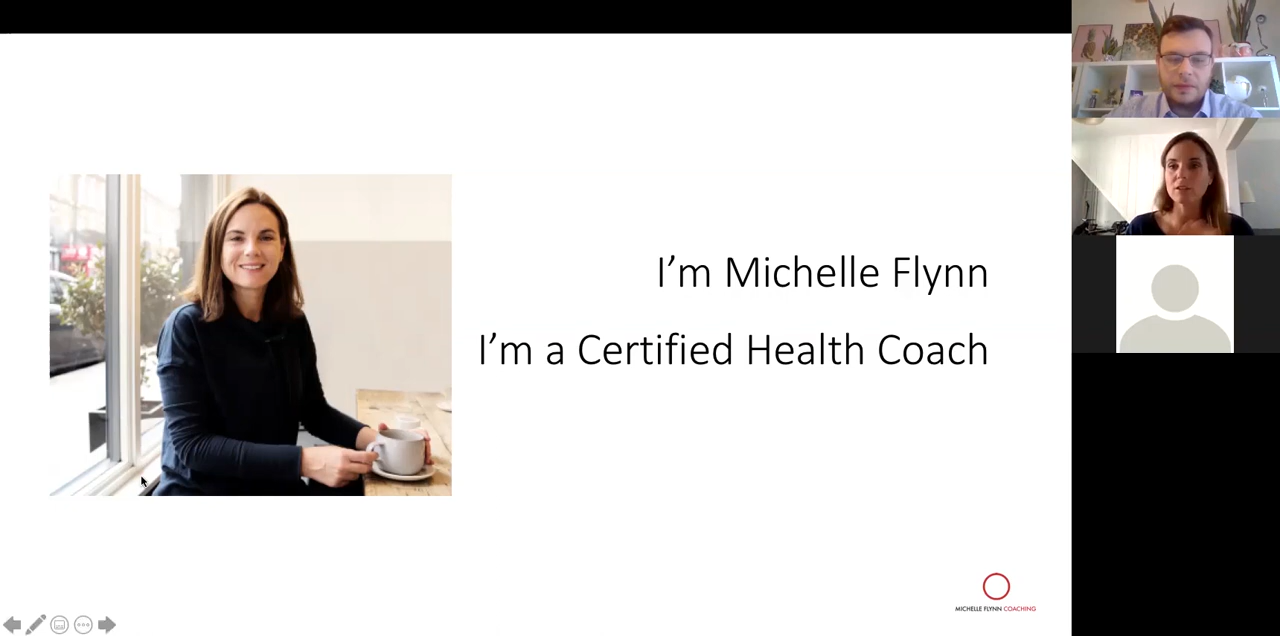 I’m Michelle Flynn
I’m a Certified Health Coach
MICHELLE FLYNN COACHING